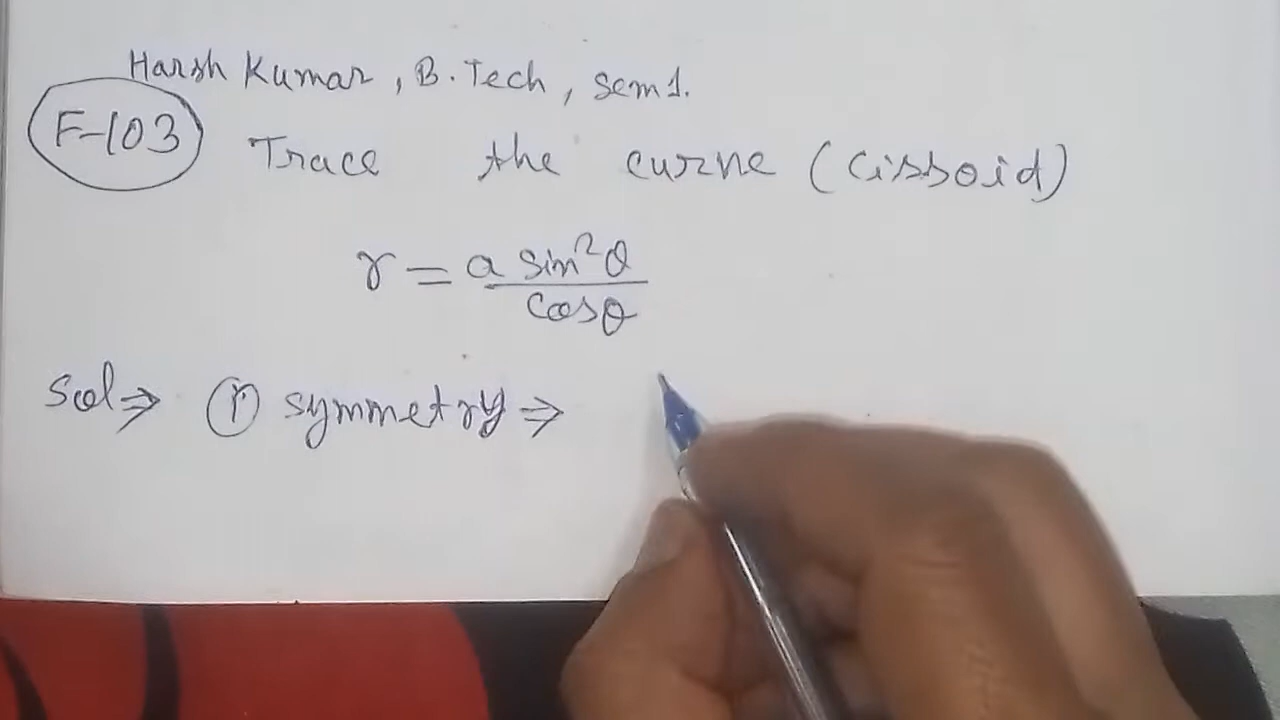 Harsh Kumar, B.Tech, Sem 1.
F-103 Trace the curve (Cissoid)
r = a sin²θ / cosθ
Sol ⇒ ① symmetry ⇒